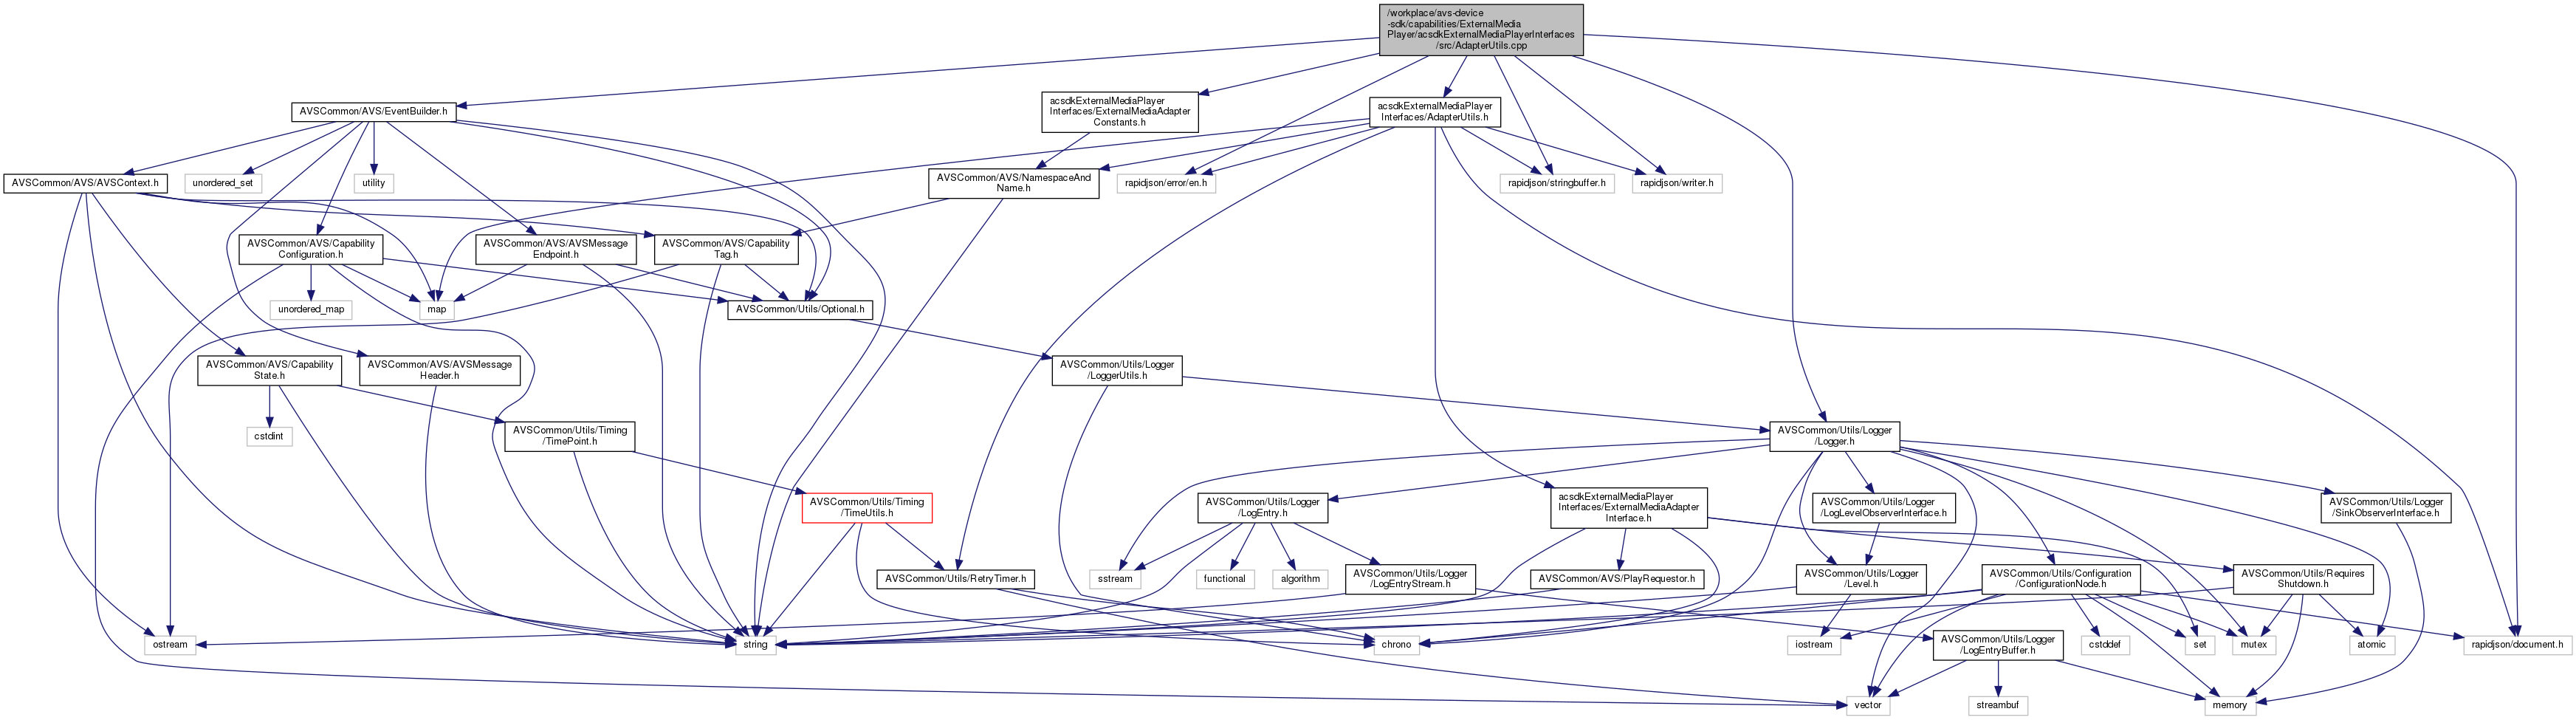 /workplace/avs-device
-sdk/capabilities/ExternalMedia
Player/acsdkExternalMediaPlayerInterfaces
/src/AdapterUtils.cpp
AVSCommon/AVS/EventBuilder.h
acsdkExternalMediaPlayer
Interfaces/ExternalMediaAdapter
Constants.h
acsdkExternalMediaPlayer
Interfaces/AdapterUtils.h
AVSCommon/AVS/AVSContext.h
unordered_set
utility
AVSCommon/AVS/NamespaceAnd
Name.h
rapidjson/error/en.h
rapidjson/stringbuffer.h
rapidjson/writer.h
AVSCommon/AVS/Capability
Configuration.h
AVSCommon/AVS/AVSMessage
Endpoint.h
AVSCommon/AVS/Capability
Tag.h
unordered_map
map
AVSCommon/Utils/Optional.h
AVSCommon/AVS/Capability
State.h
AVSCommon/AVS/AVSMessage
Header.h
AVSCommon/Utils/Logger
/LoggerUtils.h
cstdint
AVSCommon/Utils/Timing
/TimePoint.h
AVSCommon/Utils/Logger
/Logger.h
AVSCommon/Utils/Timing
/TimeUtils.h
AVSCommon/Utils/Logger
/LogEntry.h
acsdkExternalMediaPlayer
Interfaces/ExternalMediaAdapter
Interface.h
AVSCommon/Utils/Logger
/LogLevelObserverInterface.h
AVSCommon/Utils/Logger
/SinkObserverInterface.h
AVSCommon/Utils/RetryTimer.h
sstream
functional
algorithm
AVSCommon/Utils/Logger
/LogEntryStream.h
AVSCommon/AVS/PlayRequestor.h
AVSCommon/Utils/Logger
/Level.h
AVSCommon/Utils/Configuration
/ConfigurationNode.h
AVSCommon/Utils/Requires
Shutdown.h
ostream
string
chrono
iostream
AVSCommon/Utils/Logger
/LogEntryBuffer.h
cstddef
set
mutex
atomic
rapidjson/document.h
vector
streambuf
memory